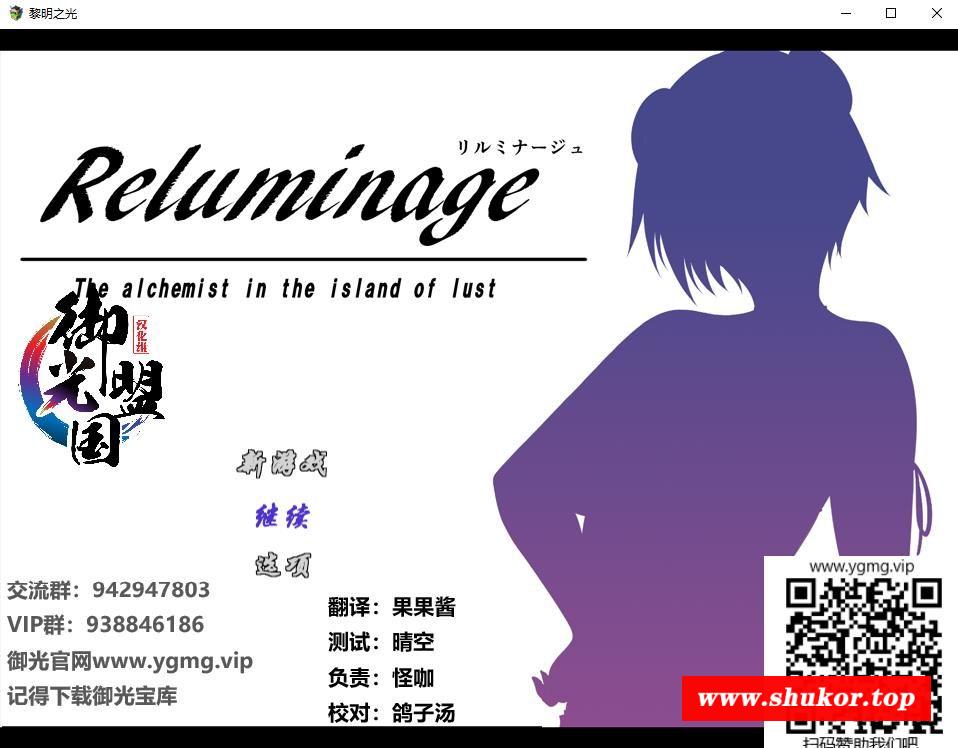 黎明之光
リルミナージュ
Reluminage
The alchemist in the island of lust
御光盟国
汉化组
新游戏
继续
选项
交流群：942947803
VIP群：938846186
御光官网www.ygmg.vip
记得下载御光宝库
翻译：果果酱
测试：晴空
负责：怪咖
校对：鸽子汤
www.ygmg.vip
www.shukor.top
扫码赞助我们吧